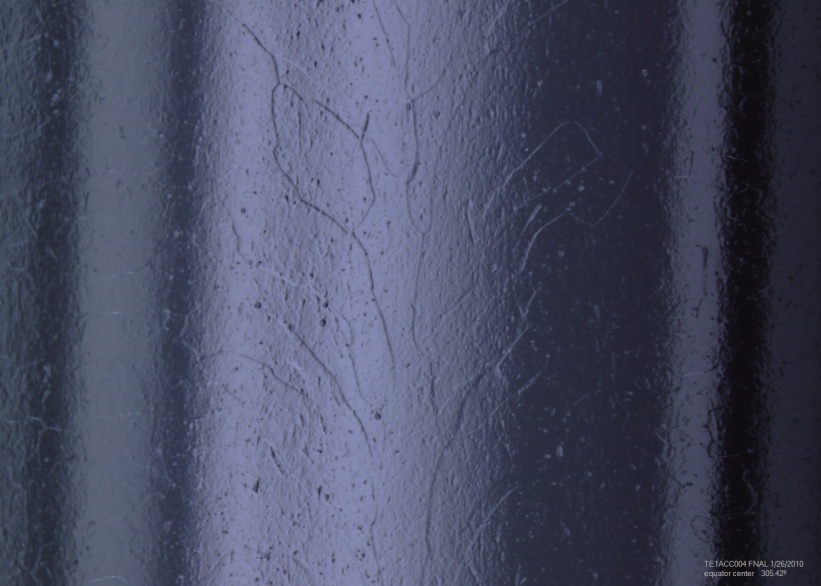 TE1ACC004 FNAL 1/26/2010
equator center 305.42º